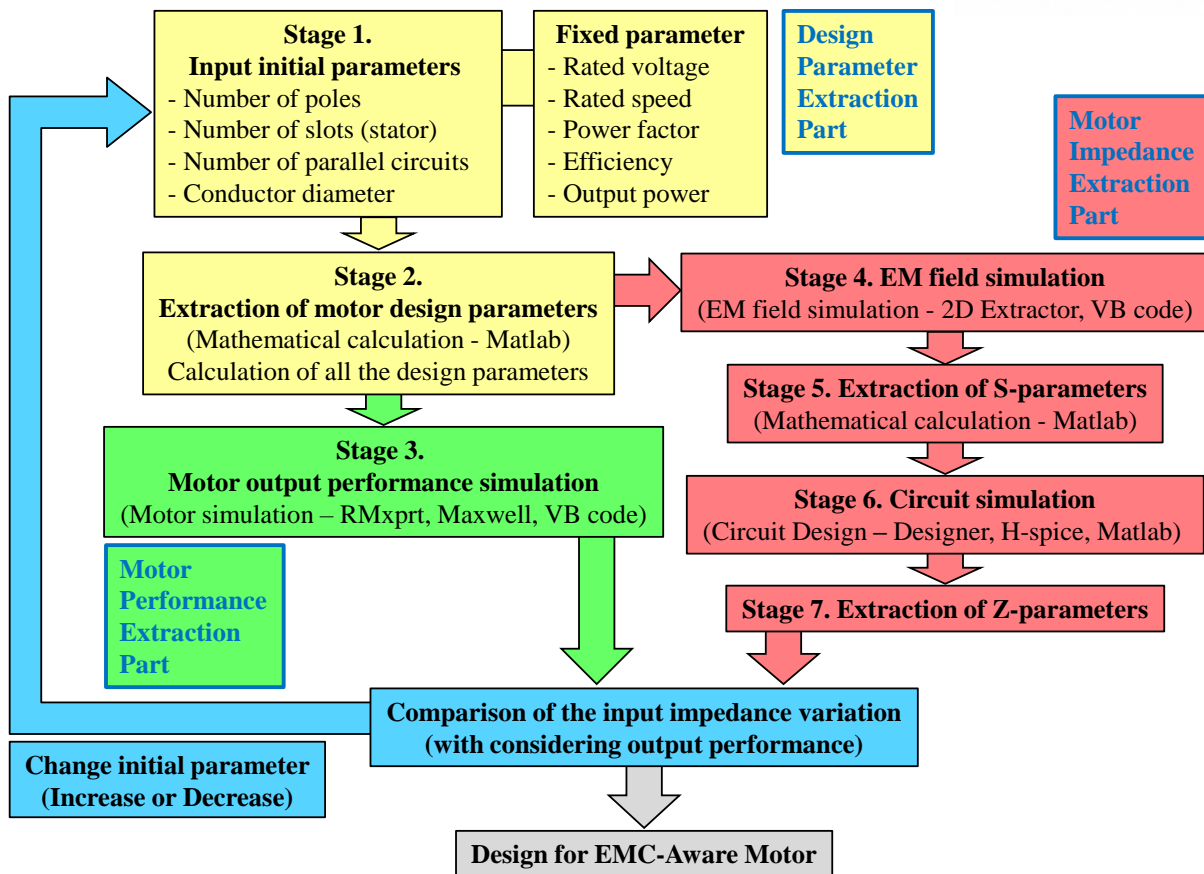 Stage 1.
Input initial parameters
- Number of poles
- Number of slots (stator)
- Number of parallel circuits
- Conductor diameter
Fixed parameter
- Rated voltage
- Rated speed
- Power factor
- Efficiency
- Output power
Design
Parameter
Extraction
Part
Motor
Impedance
Extraction
Part
Stage 2.
Extraction of motor design parameters
(Mathematical calculation - Matlab)
Calculation of all the design parameters
Stage 4. EM field simulation
(EM field simulation - 2D Extractor, VB code)
Stage 5. Extraction of S-parameters
(Mathematical calculation - Matlab)
Stage 3.
Motor output performance simulation
(Motor simulation – RMxprt, Maxwell, VB code)
Stage 6. Circuit simulation
(Circuit Design – Designer, H-spice, Matlab)
Motor
Performance
Extraction
Part
Stage 7. Extraction of Z-parameters
Comparison of the input impedance variation
(with considering output performance)
Change initial parameter
(Increase or Decrease)
Design for EMC-Aware Motor